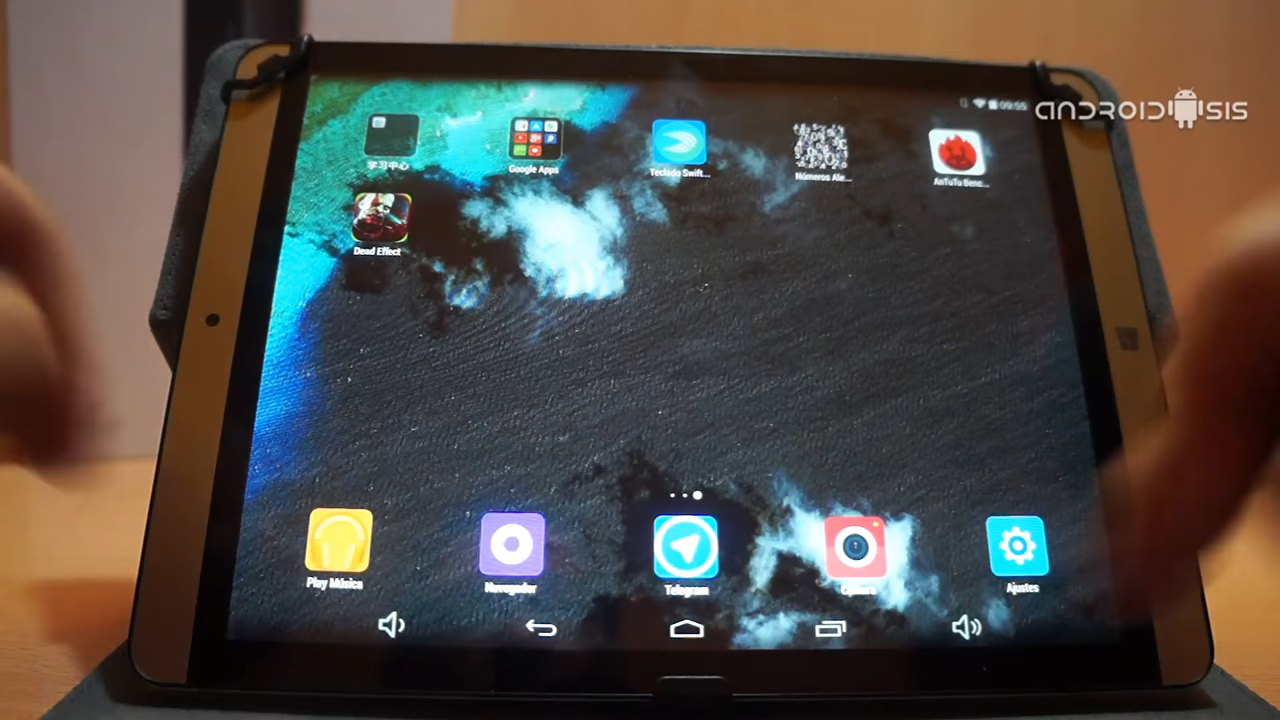 09:55
ANDROIDSIS
学习中心
Google Apps
Teclado Swift...
Números Ale...
AnTuTu Benc...
Dead Effect
Play Música
Navegador
Telegram
Cámara
Ajustes